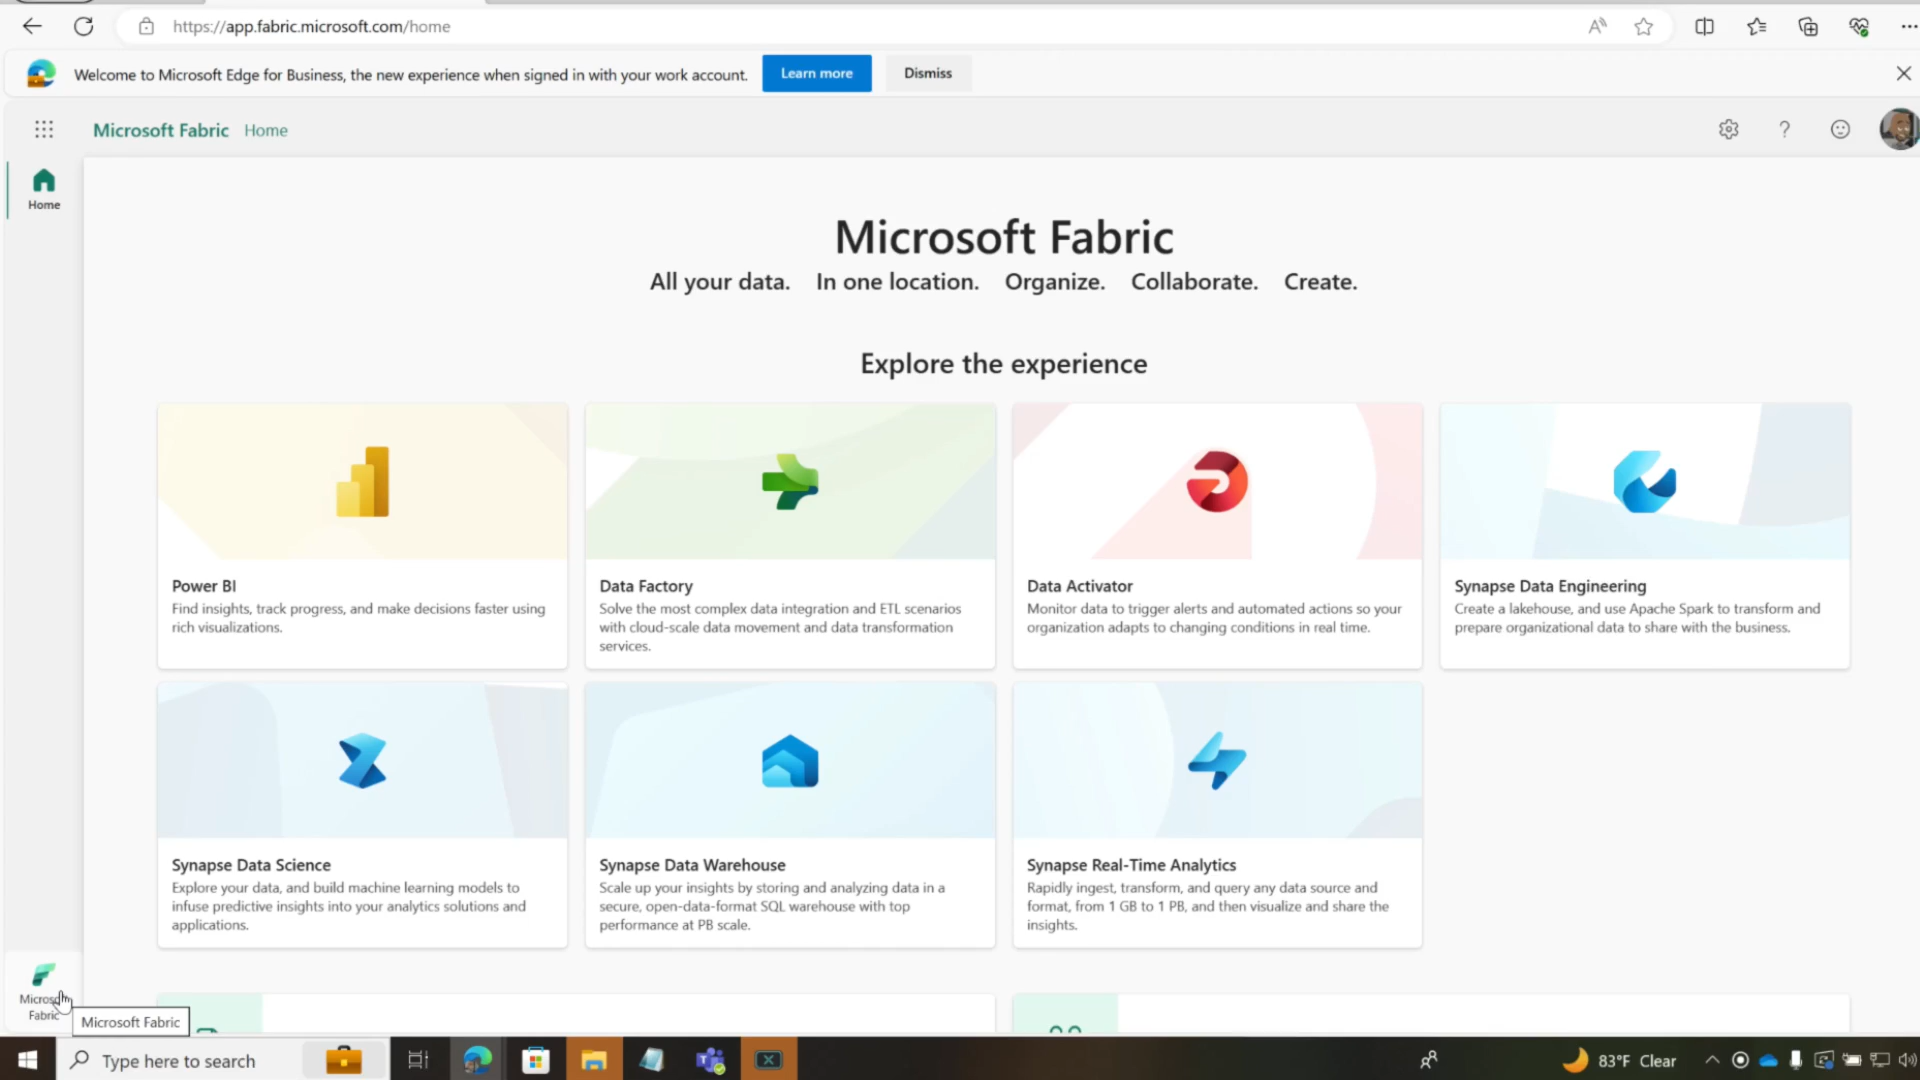 https://app.fabric.microsoft.com/home
Welcome to Microsoft Edge for Business, the new experience when signed in with your work account.
Learn more
Dismiss
Microsoft Fabric
Home
Home
Microsoft Fabric
All your data. In one location. Organize. Collaborate. Create.
Explore the experience
Power BI
Find insights, track progress, and make decisions faster using
rich visualizations.
Data Factory
Solve the most complex data integration and ETL scenarios
with cloud-scale data movement and data transformation
services.
Data Activator
Monitor data to trigger alerts and automated actions so your
organization adapts to changing conditions in real time.
Synapse Data Engineering
Create a lakehouse, and use Apache Spark to transform and
prepare organizational data to share with the business.
Synapse Data Science
Explore your data, and build machine learning models to
infuse predictive insights into your analytics solutions and
applications.
Synapse Data Warehouse
Scale up your insights by storing and analyzing data in a
secure, open-data-format SQL warehouse with top
performance at PB scale.
Synapse Real-Time Analytics
Rapidly ingest, transform, and query any data source and
format, from 1 GB to 1 PB, and then visualize and share the
insights.
Microsoft
Fabric
Microsoft Fabric
Type here to search
83°F Clear